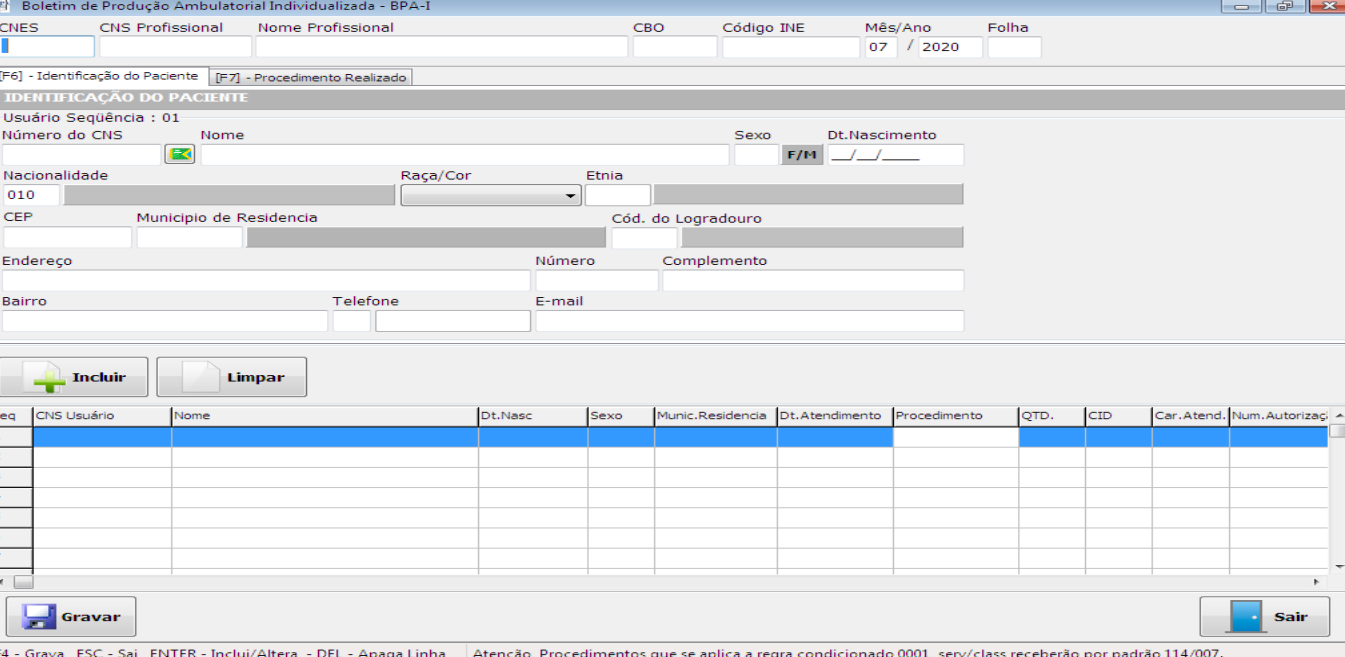 Boletim de Produção Ambulatorial Individualizada - BPA-I
CNES CNS Profissional Nome Profissional CBO Código INE Mês/Ano Folha
07 / 2020
[F6] - Identificação do Paciente [F7] - Procedimento Realizado
IDENTIFICAÇÃO DO PACIENTE
Usuário Seqüência : 01
Número do CNS Nome Sexo Dt.Nascimento
F/M __/__/____
Nacionalidade Raça/Cor Etnia
010
CEP Municipio de Residencia Cód. do Logradouro
Endereço Número Complemento
Bairro Telefone E-mail
Incluir Limpar
eq CNS Usuário Nome Dt.Nasc Sexo Munic.Residencia Dt.Atendimento Procedimento QTD. CID Car.Atend. Num.Autorizaçã
Gravar Sair
F4 - Grava ESC - Sai ENTER - Inclui/Altera - DEL - Apaga Linha Atenção Procedimentos que se aplica a regra condicionado 0001, serv/class receberão por padrão 114/007.